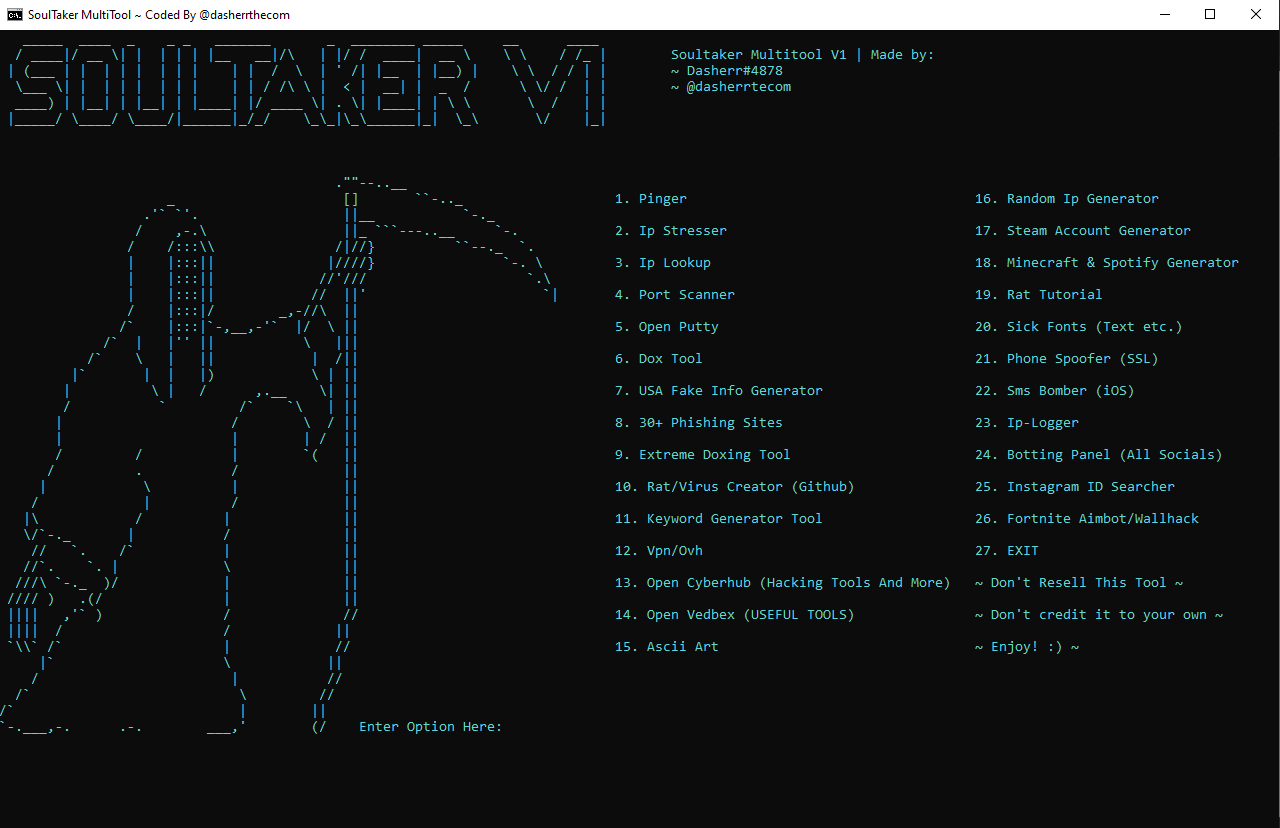 SoulTaker MultiTool ~ Coded By @dasherrthecom
SOULTAKER V1
Soultaker Multitool V1 | Made by:
~ Dasherr#4878
~ @dasherrtecom
1. Pinger
2. Ip Stresser
3. Ip Lookup
4. Port Scanner
5. Open Putty
6. Dox Tool
7. USA Fake Info Generator
8. 30+ Phishing Sites
9. Extreme Doxing Tool
10. Rat/Virus Creator (Github)
11. Keyword Generator Tool
12. Vpn/Ovh
13. Open Cyberhub (Hacking Tools And More)
14. Open Vedbex (USEFUL TOOLS)
15. Ascii Art
16. Random Ip Generator
17. Steam Account Generator
18. Minecraft & Spotify Generator
19. Rat Tutorial
20. Sick Fonts (Text etc.)
21. Phone Spoofer (SSL)
22. Sms Bomber (iOS)
23. Ip-Logger
24. Botting Panel (All Socials)
25. Instagram ID Searcher
26. Fortnite Aimbot/Wallhack
27. EXIT
~ Don't Resell This Tool ~
~ Don't credit it to your own ~
~ Enjoy! :) ~
Enter Option Here: